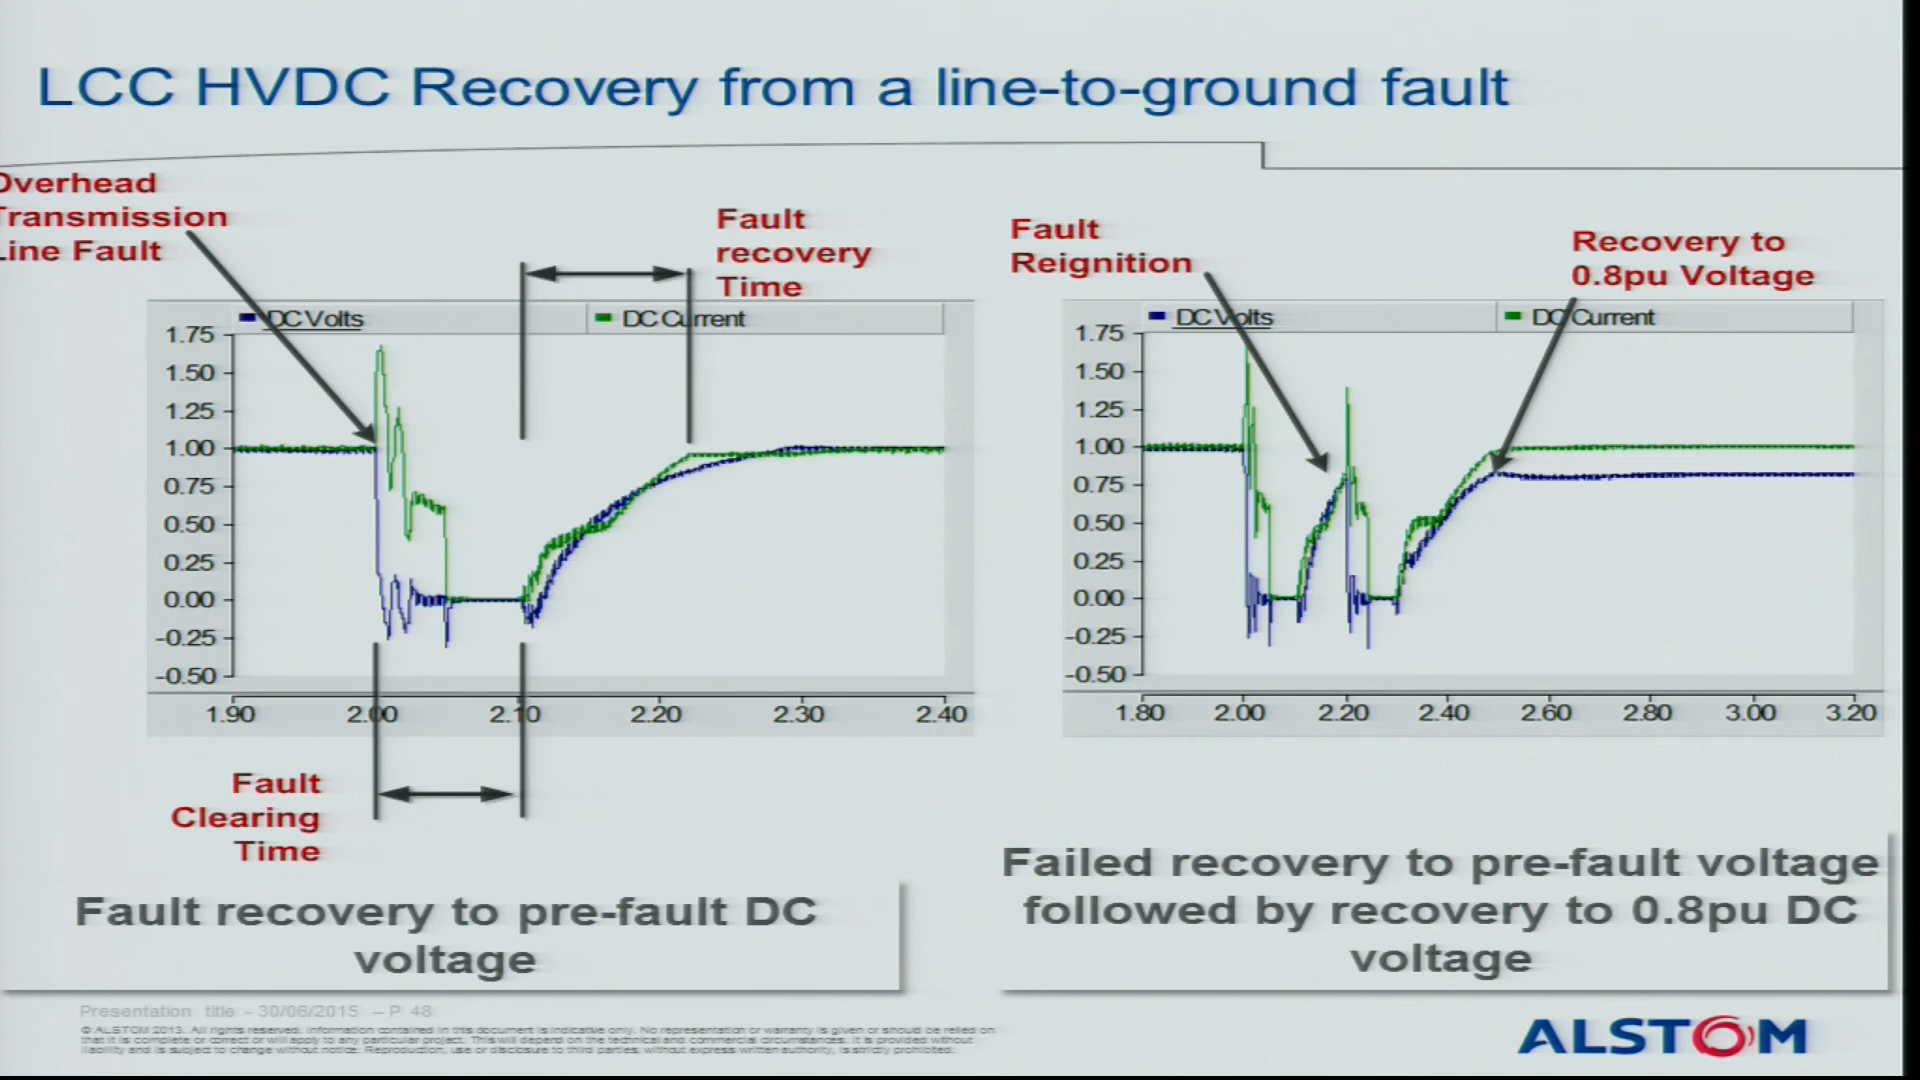 LCC HVDC Recovery from a line-to-ground fault
Overhead
Transmission
Line Fault
Fault
recovery
Time
Fault
Reignition
Recovery to
0.8pu Voltage
DC Volts
DC Current
1.75
1.50
1.25
1.00
0.75
0.50
0.25
0.00
-0.25
-0.50
1.90 2.00 2.10 2.20 2.30 2.40
DC Volts
DC Current
1.75
1.50
1.25
1.00
0.75
0.50
0.25
0.00
-0.25
-0.50
1.80 2.00 2.20 2.40 2.60 2.80 3.00 3.20
Fault
Clearing
Time
Fault recovery to pre-fault DC
voltage
Failed recovery to pre-fault voltage
followed by recovery to 0.8pu DC
voltage
Presentation title - 30/06/2015 – P 48
© ALSTOM 2013. All rights reserved. Information contained in this document is indicative only. No representation or warranty is given or should be relied on
that it is complete or correct or will apply to any particular project. This will depend on the technical and commercial circumstances. It is provided without
liability and is subject to change without notice. Reproduction, use or disclosure to third parties, without express written authority, is strictly prohibited.
ALSTOM